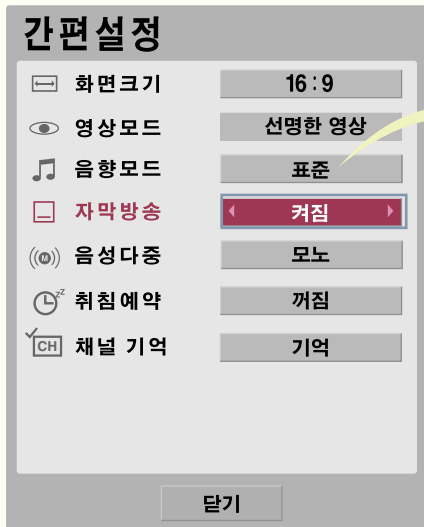 간편설정
화면크기 16:9
영상모드 선명한 영상
음향모드 표준
자막방송 켜짐
M 음성다중 모노
zz 취침예약 꺼짐
CH 채널 기억 기억
닫기